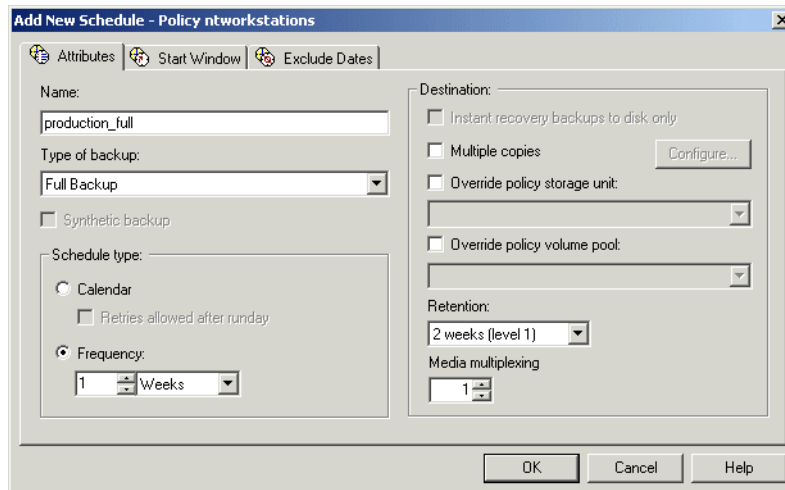 Add New Schedule - Policy ntworkstations
Attributes
Start Window
Exclude Dates
Name:
production_full
Type of backup:
Full Backup
Synthetic backup
Schedule type:
Calendar
Retries allowed after runday
Frequency:
1
Weeks
Destination:
Instant recovery backups to disk only
Multiple copies
Configure...
Override policy storage unit:
Override policy volume pool:
Retention:
2 weeks (level 1)
Media multiplexing
1
OK
Cancel
Help